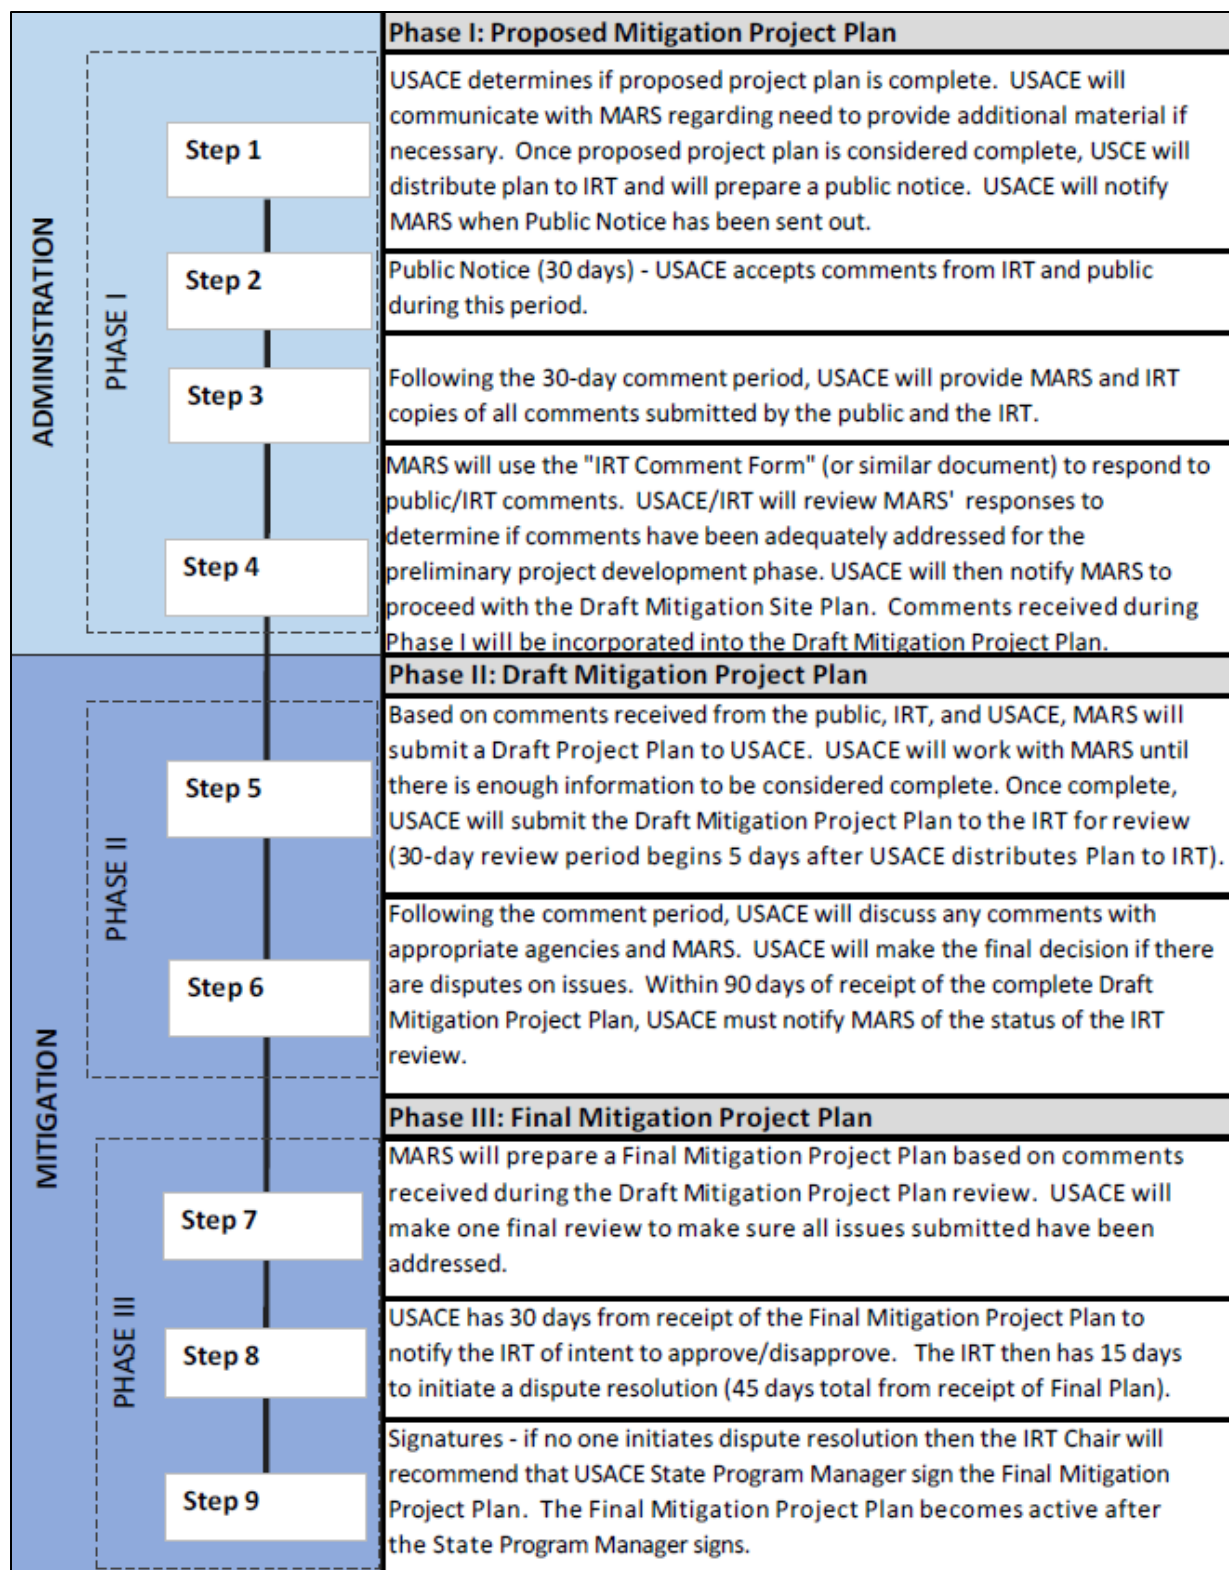 Phase I: Proposed Mitigation Project Plan
ADMINISTRATION
PHASE I
Step 1
USACE determines if proposed project plan is complete. USACE will
communicate with MARS regarding need to provide additional material if
necessary. Once proposed project plan is considered complete, USCE will
distribute plan to IRT and will prepare a public notice. USACE will notify
MARS when Public Notice has been sent out.
Step 2
Public Notice (30 days) - USACE accepts comments from IRT and public
during this period.
Step 3
Following the 30-day comment period, USACE will provide MARS and IRT
copies of all comments submitted by the public and the IRT.
Step 4
MARS will use the "IRT Comment Form" (or similar document) to respond to
public/IRT comments. USACE/IRT will review MARS' responses to
determine if comments have been adequately addressed for the
preliminary project development phase. USACE will then notify MARS to
proceed with the Draft Mitigation Site Plan. Comments received during
Phase I will be incorporated into the Draft Mitigation Project Plan.
MITIGATION
Phase II: Draft Mitigation Project Plan
PHASE II
Step 5
Based on comments received from the public, IRT, and USACE, MARS will
submit a Draft Project Plan to USACE. USACE will work with MARS until
there is enough information to be considered complete. Once complete,
USACE will submit the Draft Mitigation Project Plan to the IRT for review
(30-day review period begins 5 days after USACE distributes Plan to IRT).
Step 6
Following the comment period, USACE will discuss any comments with
appropriate agencies and MARS. USACE will make the final decision if there
are disputes on issues. Within 90 days of receipt of the complete Draft
Mitigation Project Plan, USACE must notify MARS of the status of the IRT
review.
Phase III: Final Mitigation Project Plan
PHASE III
Step 7
MARS will prepare a Final Mitigation Project Plan based on comments
received during the Draft Mitigation Project Plan review. USACE will
make one final review to make sure all issues submitted have been
addressed.
Step 8
USACE has 30 days from receipt of the Final Mitigation Project Plan to
notify the IRT of intent to approve/disapprove. The IRT then has 15 days
to initiate a dispute resolution (45 days total from receipt of Final Plan).
Step 9
Signatures - if no one initiates dispute resolution then the IRT Chair will
recommend that USACE State Program Manager sign the Final Mitigation
Project Plan. The Final Mitigation Project Plan becomes active after
the State Program Manager signs.